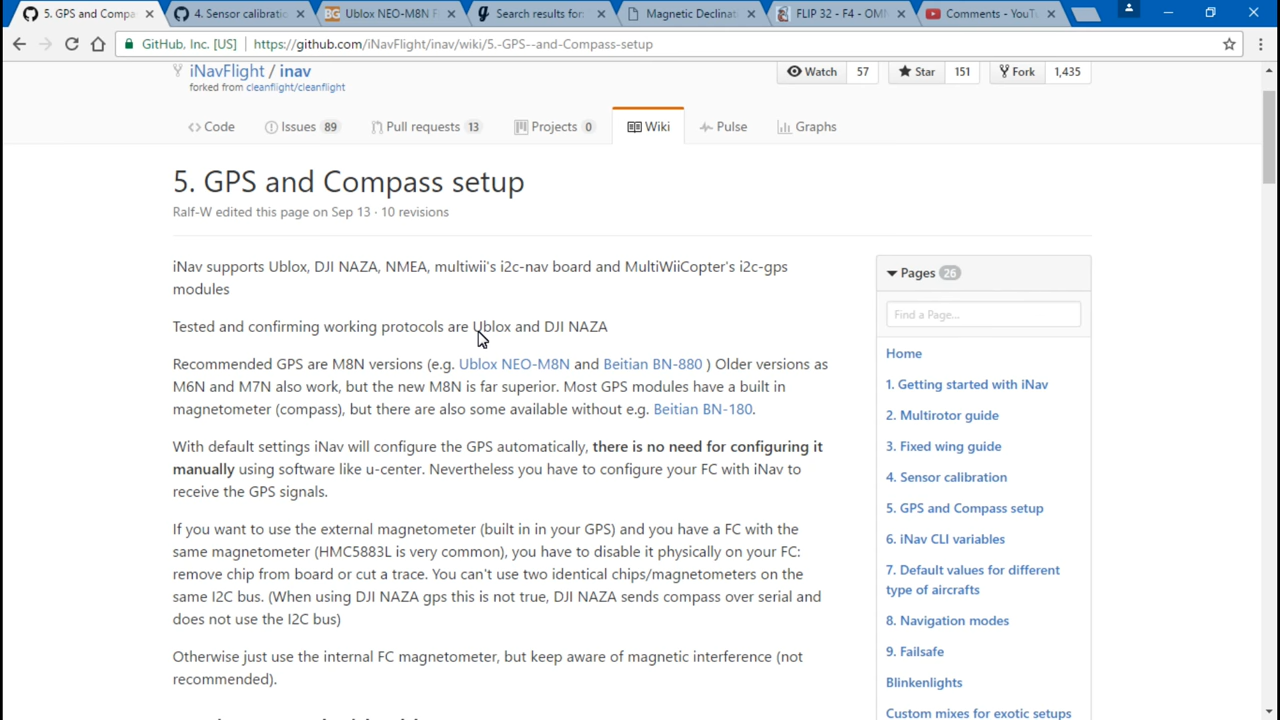 5. GPS and Compa
4. Sensor calibratio
Ublox NEO-M8N F
Search results for:
Magnetic Declinat
FLIP 32 - F4 - OMN
Comments - YouTu
GitHub, Inc. [US]
https://github.com/iNavFlight/inav/wiki/5.-GPS--and-Compass-setup
iNavFlight / inav
forked from cleanflight/cleanflight
Watch 57
Star 151
Fork 1,435
Code
Issues 89
Pull requests 13
Projects 0
Wiki
Pulse
Graphs
5. GPS and Compass setup
Ralf-W edited this page on Sep 13 · 10 revisions
iNav supports Ublox, DJI NAZA, NMEA, multiwii's i2c-nav board and MultiWiiCopter's i2c-gps
modules
Tested and confirming working protocols are Ublox and DJI NAZA
Recommended GPS are M8N versions (e.g. Ublox NEO-M8N and Beitian BN-880 ) Older versions as
M6N and M7N also work, but the new M8N is far superior. Most GPS modules have a built in
magnetometer (compass), but there are also some available without e.g. Beitian BN-180.
With default settings iNav will configure the GPS automatically, there is no need for configuring it
manually using software like u-center. Nevertheless you have to configure your FC with iNav to
receive the GPS signals.
If you want to use the external magnetometer (built in in your GPS) and you have a FC with the
same magnetometer (HMC5883L is very common), you have to disable it physically on your FC:
remove chip from board or cut a trace. You can't use two identical chips/magnetometers on the
same I2C bus. (When using DJI NAZA gps this is not true, DJI NAZA sends compass over serial and
does not use the I2C bus)
Otherwise just use the internal FC magnetometer, but keep aware of magnetic interference (not
recommended).
Pages 26
Find a Page...
Home
1. Getting started with iNav
2. Multirotor guide
3. Fixed wing guide
4. Sensor calibration
5. GPS and Compass setup
6. iNav CLI variables
7. Default values for different
type of aircrafts
8. Navigation modes
9. Failsafe
Blinkenlights
Custom mixes for exotic setups